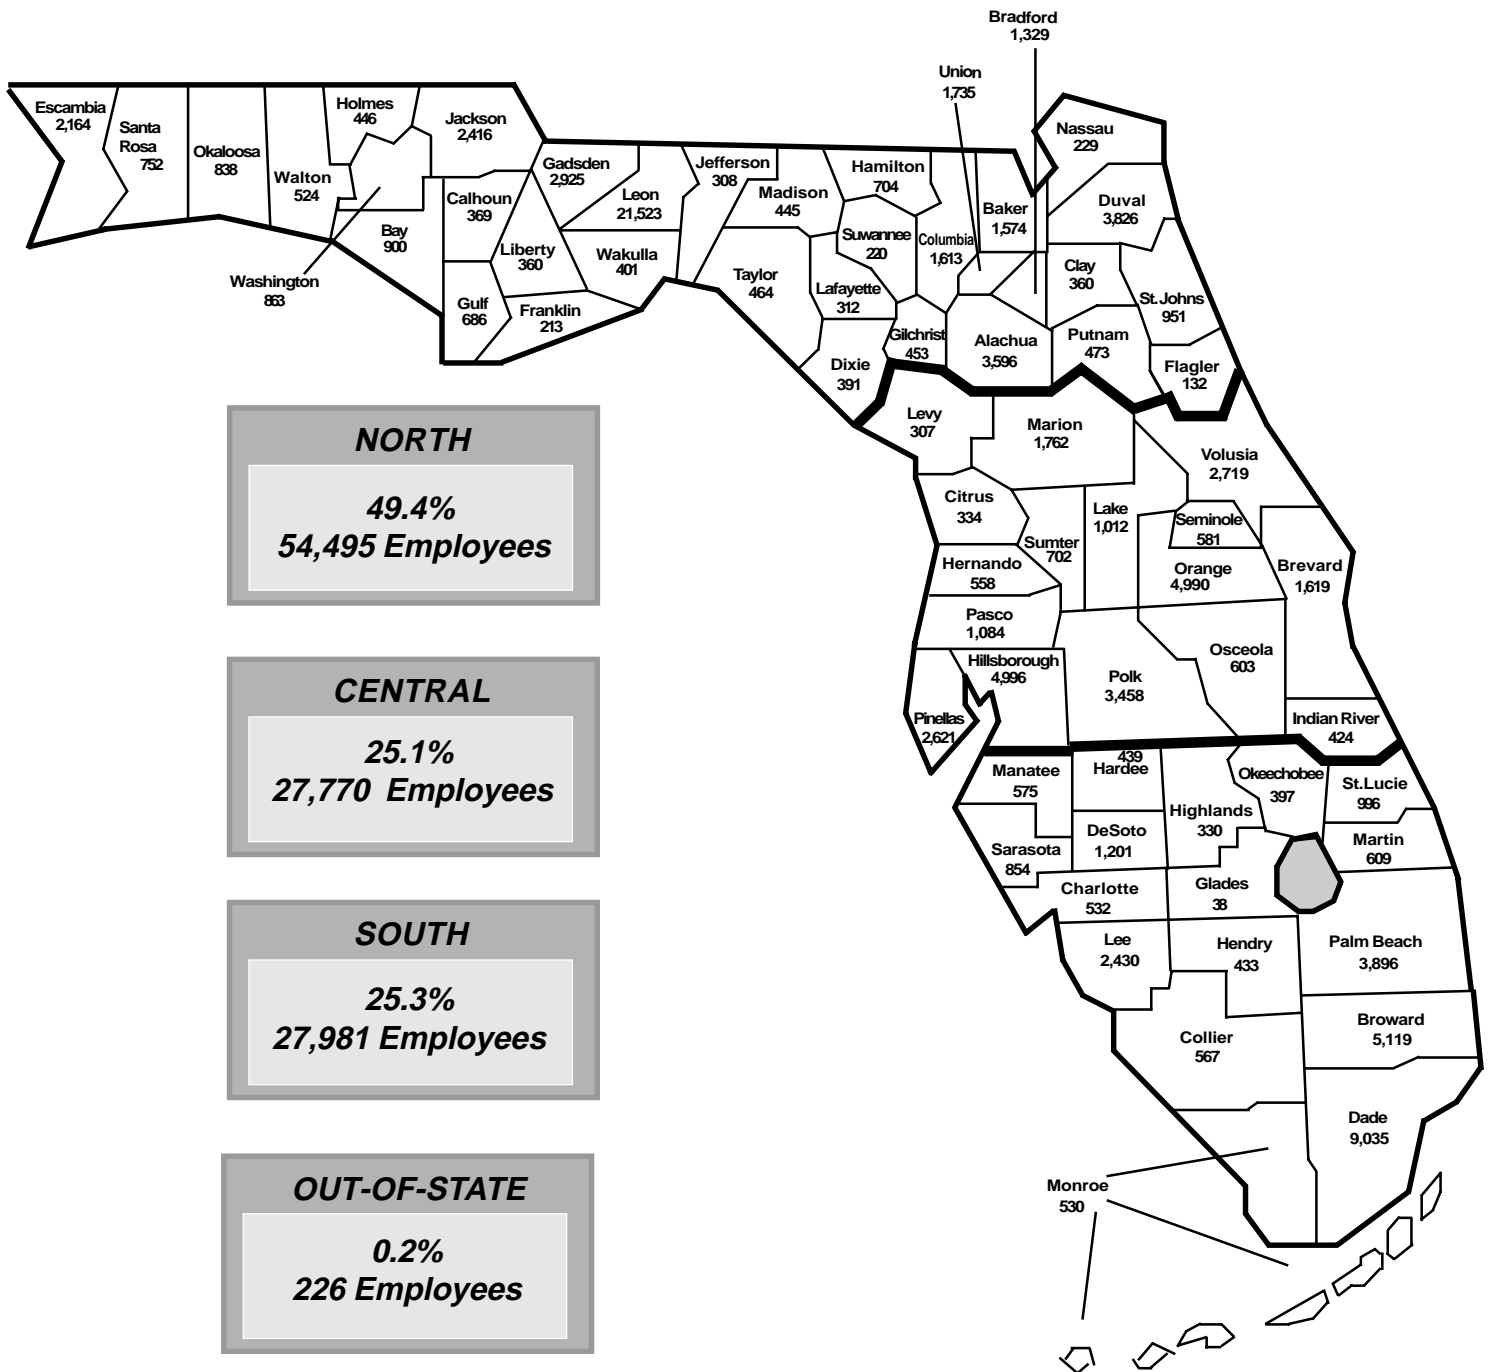 Bradford
1,329
Union
1,735
Escambia
2,164
Santa
Rosa
752
Okaloosa
838
Walton
524
Holmes
446
Jackson
2,416
Washington
863
Bay
900
Calhoun
369
Gulf
686
Liberty
360
Franklin
213
Gadsden
2,925
Leon
21,523
Wakulla
401
Jefferson
308
Madison
445
Taylor
464
Hamilton
704
Suwannee
220
Lafayette
312
Dixie
391
Columbia
1,613
Gilchrist
453
Baker
1,574
Nassau
229
Duval
3,826
Clay
360
St. Johns
951
Alachua
3,596
Putnam
473
Flagler
132
Levy
307
Marion
1,762
Volusia
2,719
Citrus
334
Sumter
702
Lake
1,012
Seminole
581
Orange
4,990
Brevard
1,619
Hernando
558
Pasco
1,084
Hillsborough
4,996
Pinellas
2,621
Polk
3,458
Osceola
603
Indian River
424
Manatee
575
439
Hardee
Highlands
330
Okeechobee
397
St.Lucie
996
Sarasota
854
DeSoto
1,201
Martin
609
Charlotte
532
Glades
38
Lee
2,430
Hendry
433
Palm Beach
3,896
Collier
567
Broward
5,119
Dade
9,035
Monroe
530
NORTH
49.4%
54,495 Employees
CENTRAL
25.1%
27,770 Employees
SOUTH
25.3%
27,981 Employees
OUT-OF-STATE
0.2%
226 Employees